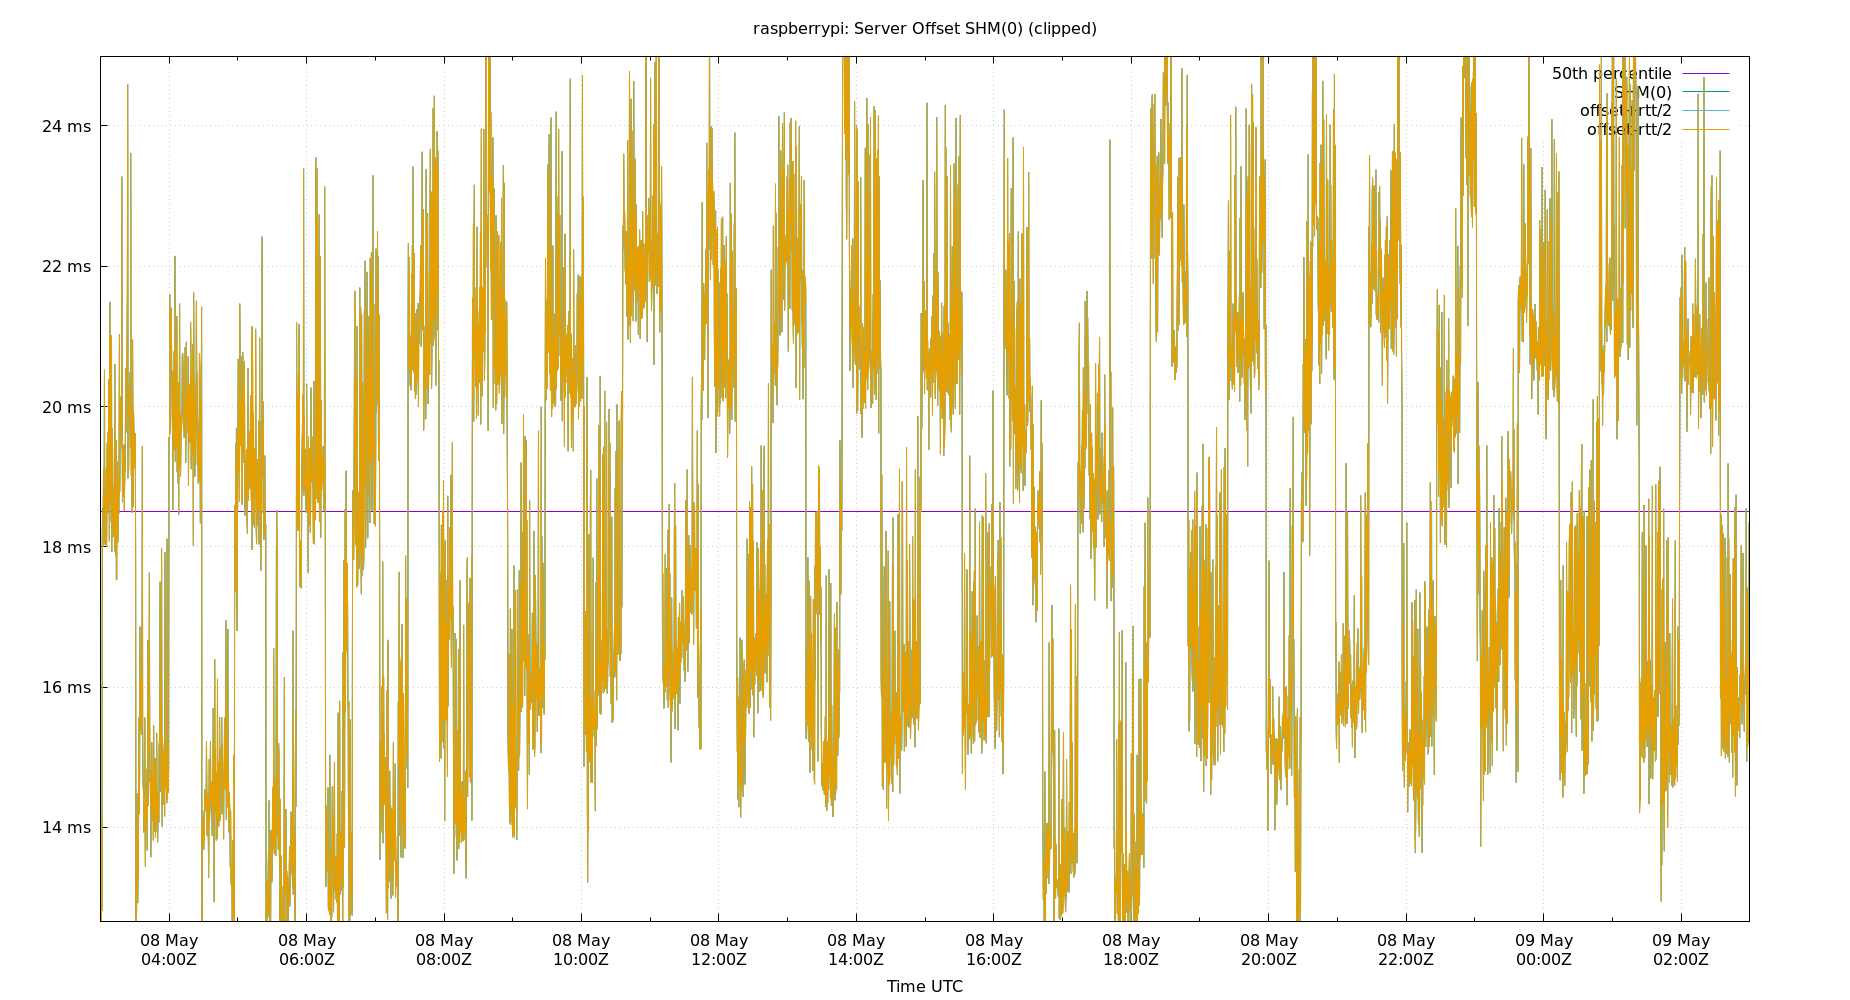 raspberrypi: Server Offset SHM(0) (clipped)
50th percentile
SHM(0)
offset+rtt/2
offset-rtt/2
24 ms
22 ms
20 ms
18 ms
16 ms
14 ms
08 May 08 May 08 May 08 May 08 May 08 May 08 May 08 May 08 May 08 May 09 May 09 May
04:00Z 06:00Z 08:00Z 10:00Z 12:00Z 14:00Z 16:00Z 18:00Z 20:00Z 22:00Z 00:00Z 02:00Z
Time UTC